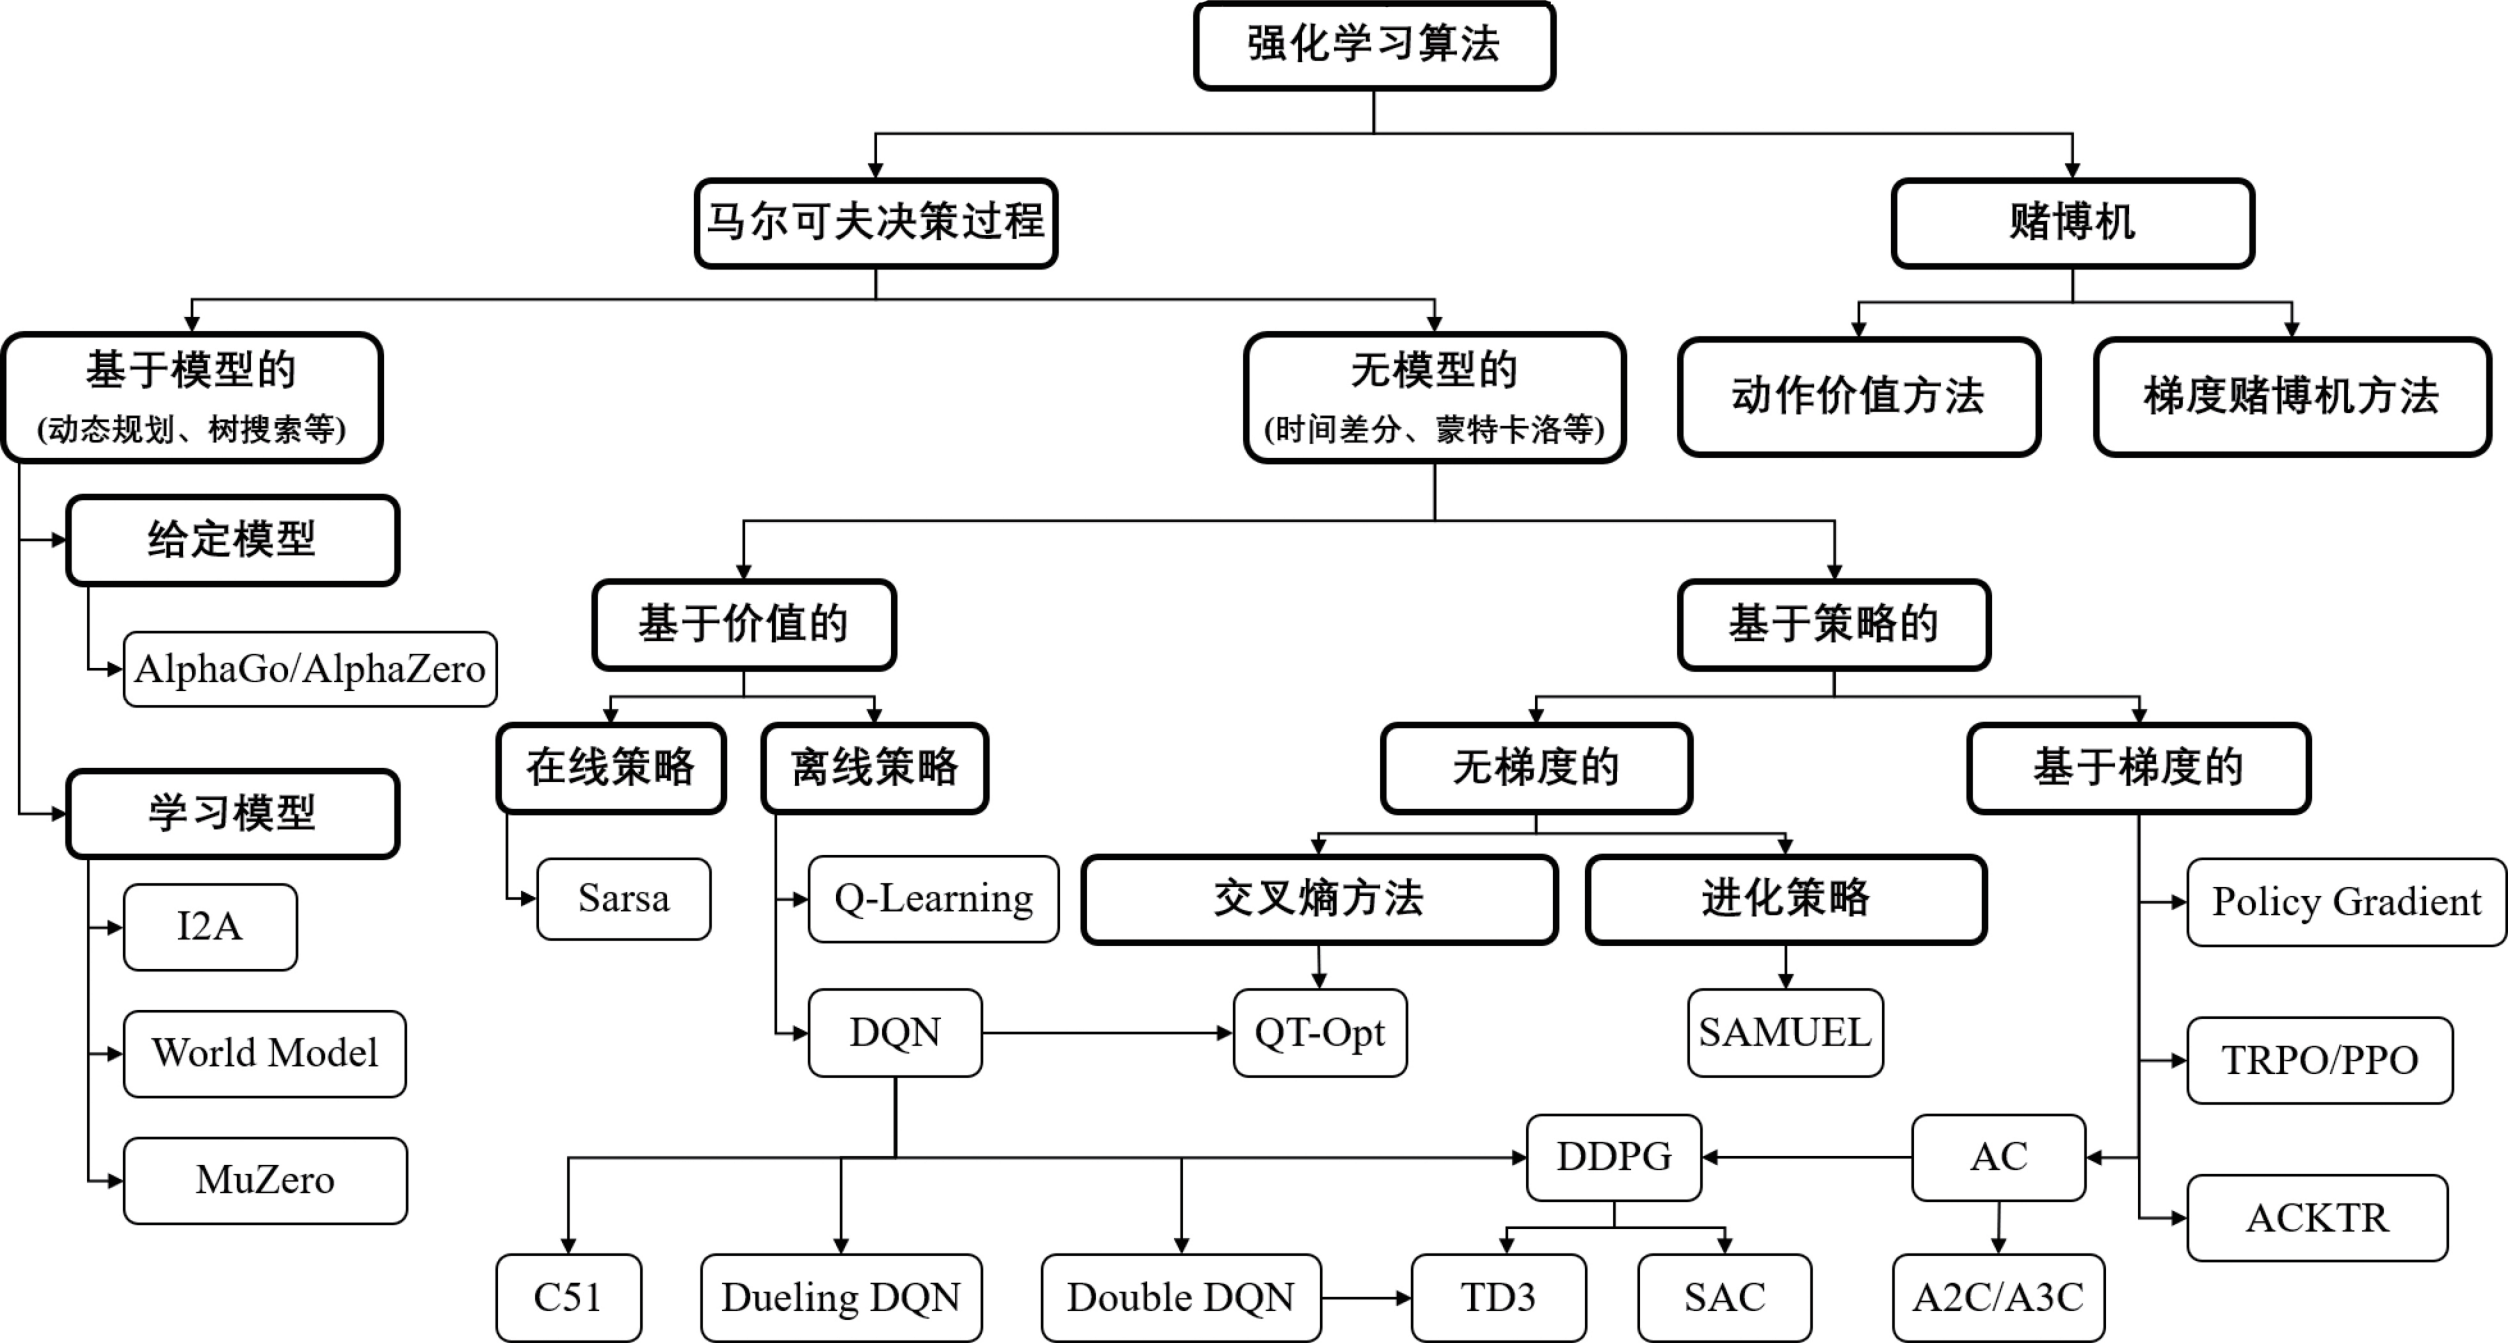 强化学习算法
马尔可夫决策过程
赌博机
基于模型的
(动态规划、树搜索等)
无模型的
(时间差分、蒙特卡洛等)
动作价值方法
梯度赌博机方法
给定模型
AlphaGo/AlphaZero
学习模型
I2A
World Model
MuZero
基于价值的
基于策略的
在线策略
离线策略
无梯度的
基于梯度的
Sarsa
Q-Learning
交叉熵方法
进化策略
Policy Gradient
DQN
QT-Opt
SAMUEL
TRPO/PPO
DDPG
AC
ACKTR
C51
Dueling DQN
Double DQN
TD3
SAC
A2C/A3C